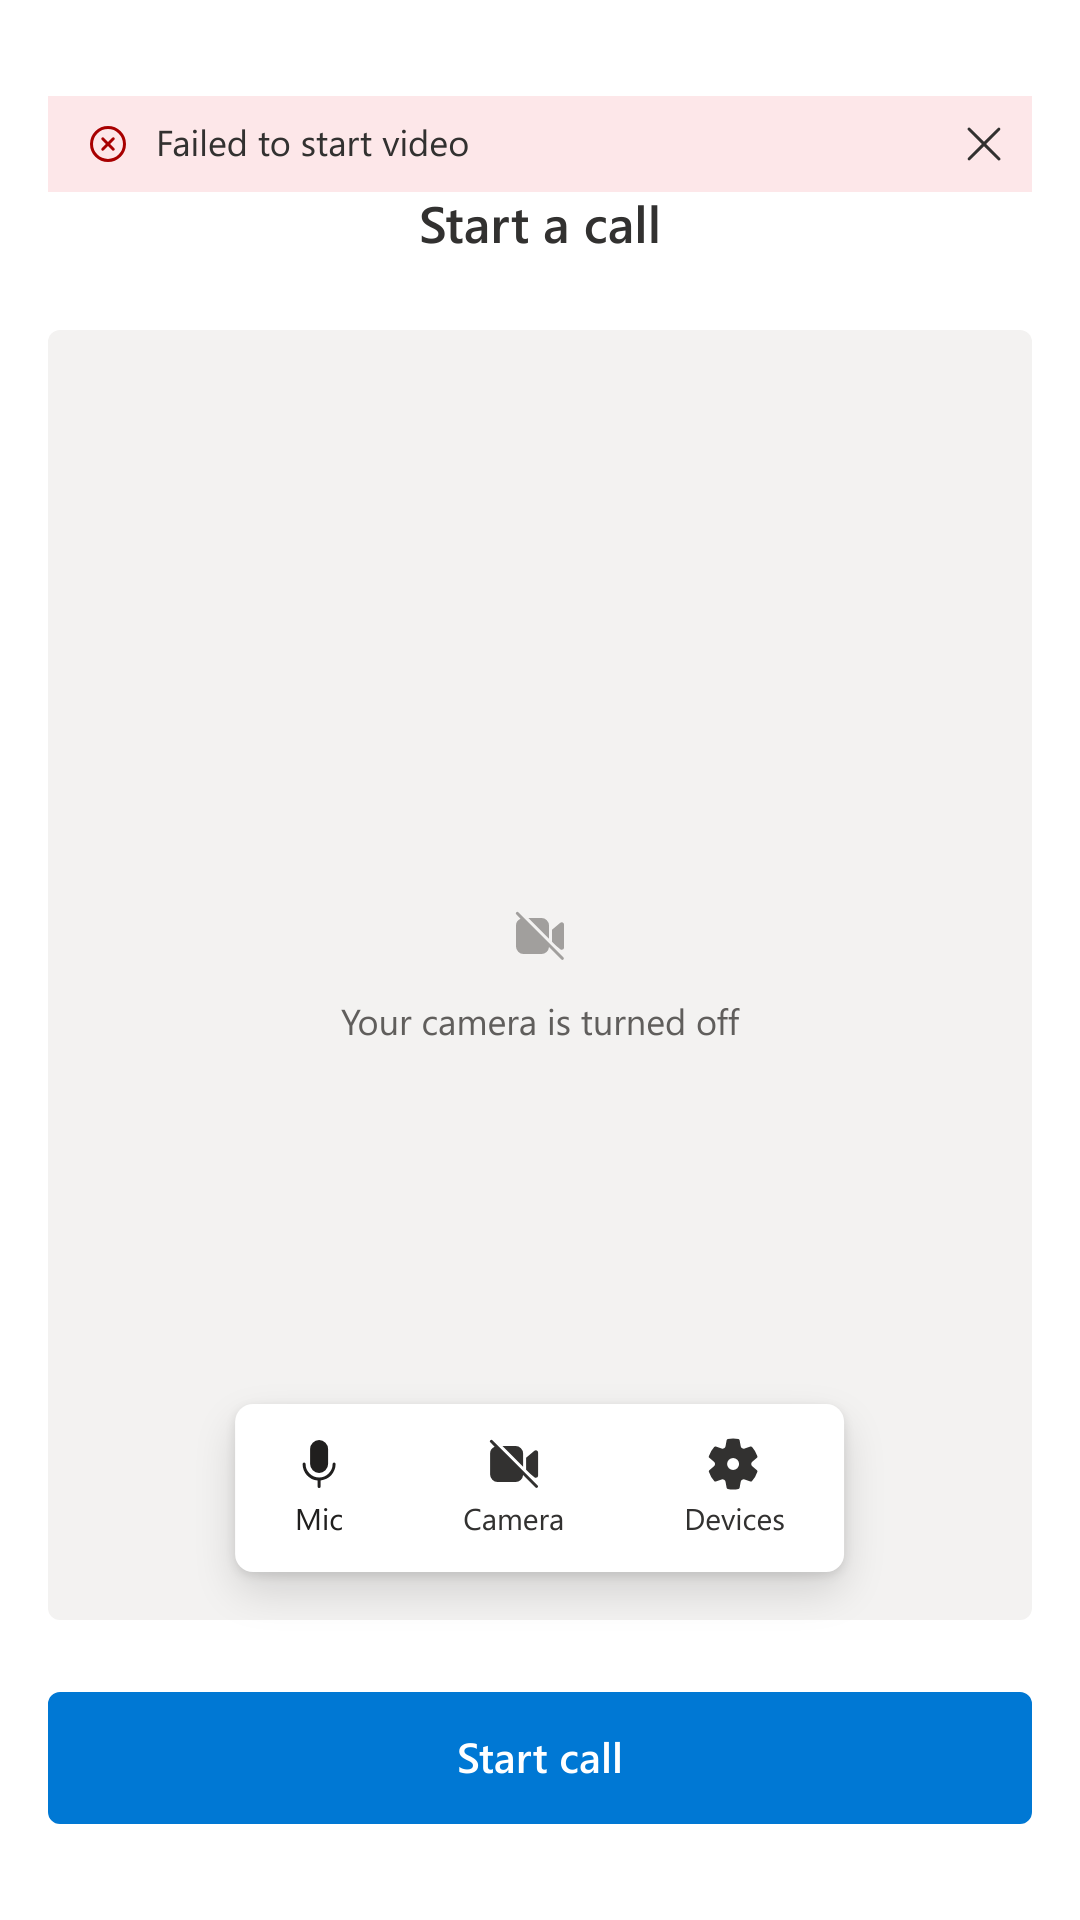 Failed to start video
Start a call
Your camera is turned off
Mic
Camera
Devices
Start call